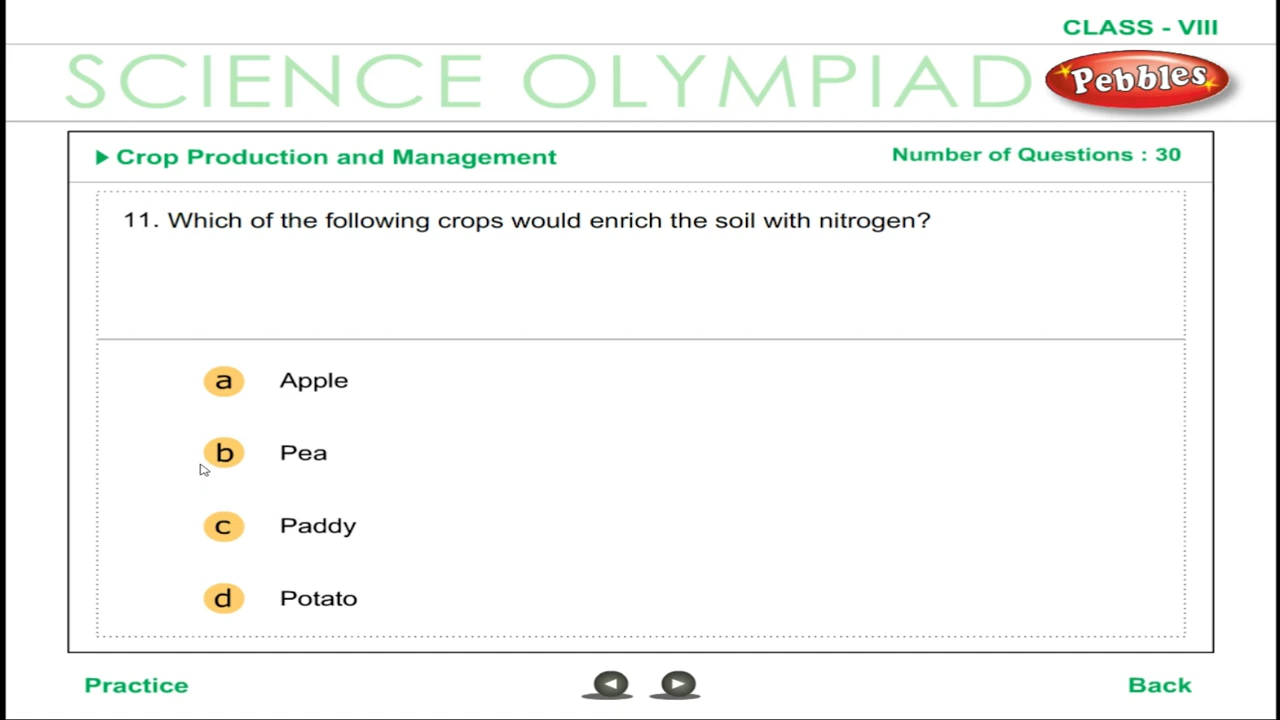 CLASS - VIII
SCIENCE OLYMPIAD
Pebbles
Crop Production and Management
Number of Questions : 30
11. Which of the following crops would enrich the soil with nitrogen?
a Apple
b Pea
c Paddy
d Potato
Practice
Back